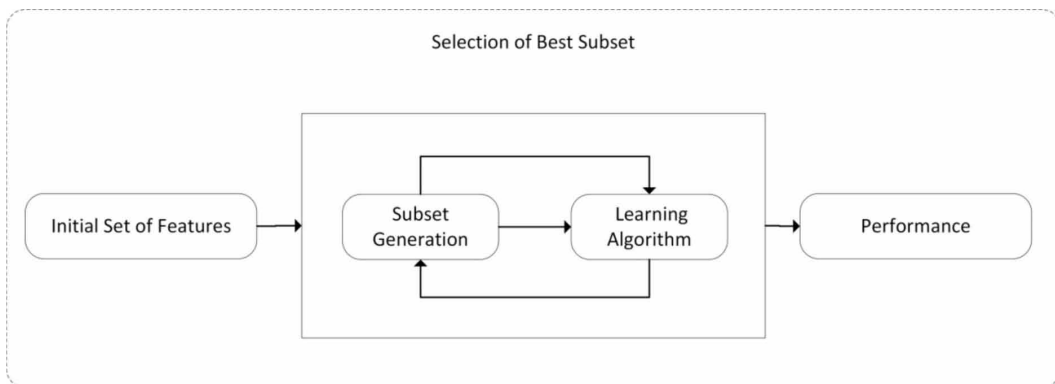 Selection of Best Subset
Initial Set of Features
Subset
Generation
Learning
Algorithm
Performance